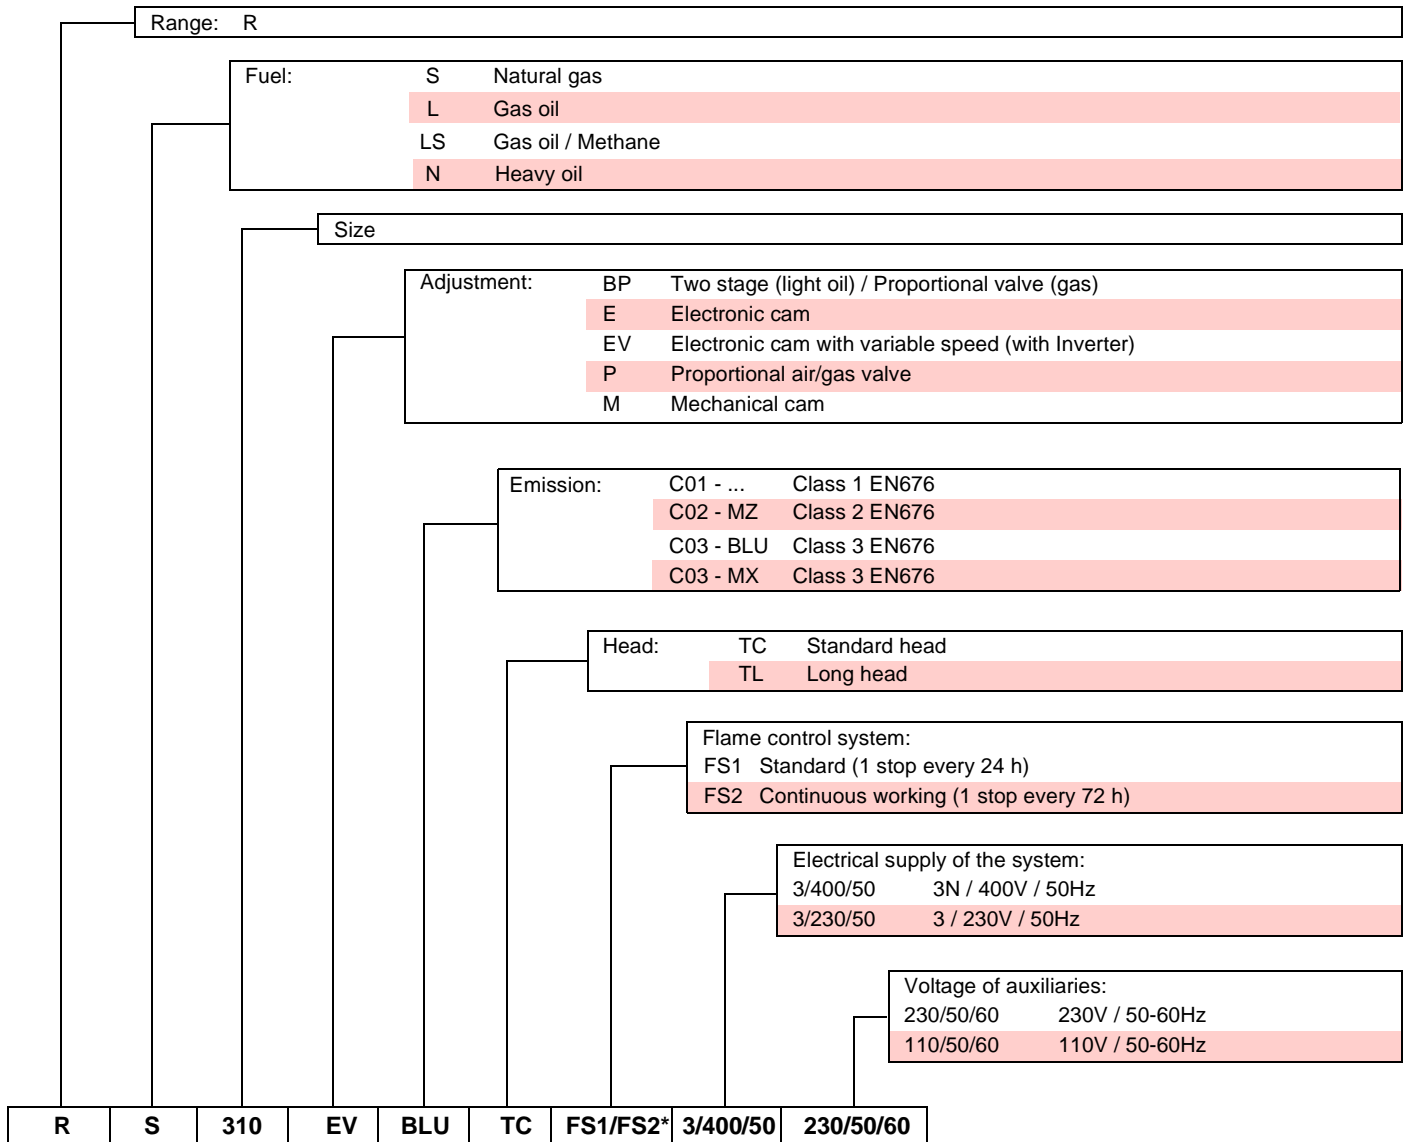 Range: R
Fuel: S Natural gas
L Gas oil
LS Gas oil / Methane
N Heavy oil
Size
Adjustment: BP Two stage (light oil) / Proportional valve (gas)
E Electronic cam
EV Electronic cam with variable speed (with Inverter)
P Proportional air/gas valve
M Mechanical cam
Emission: C01 - ... Class 1 EN676
C02 - MZ Class 2 EN676
C03 - BLU Class 3 EN676
C03 - MX Class 3 EN676
Head: TC Standard head
TL Long head
Flame control system:
FS1 Standard (1 stop every 24 h)
FS2 Continuous working (1 stop every 72 h)
Electrical supply of the system:
3/400/50 3N / 400V / 50Hz
3/230/50 3 / 230V / 50Hz
Voltage of auxiliaries:
230/50/60 230V / 50-60Hz
110/50/60 110V / 50-60Hz
R S 310 EV BLU TC FS1/FS2* 3/400/50 230/50/60